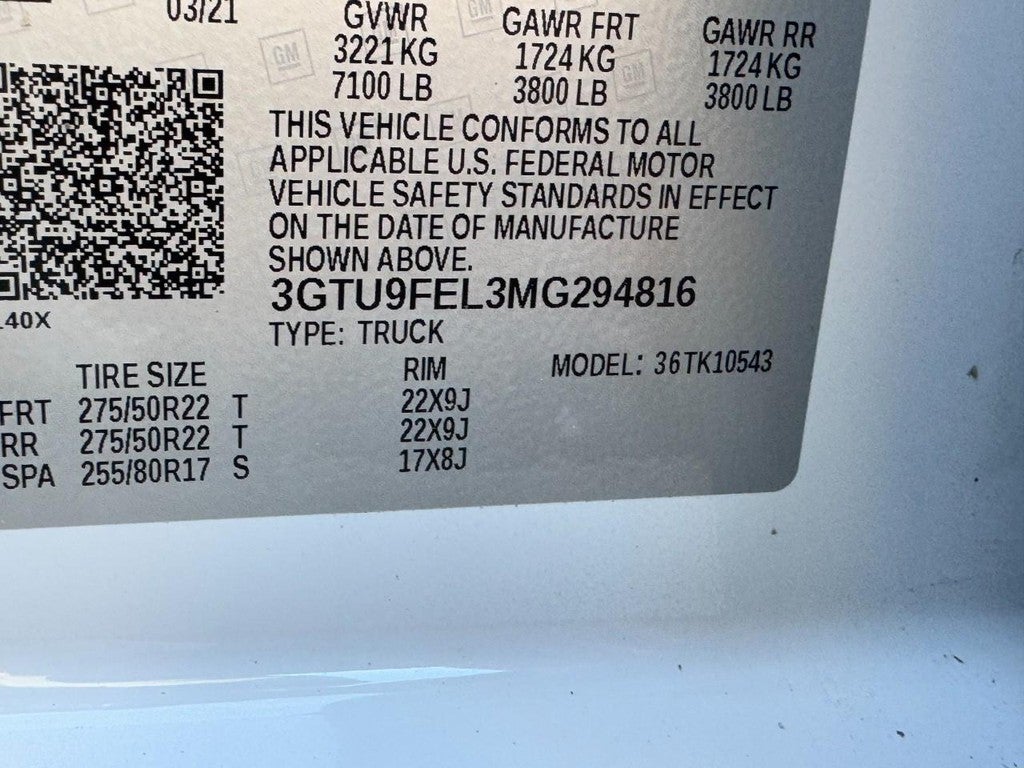 03/21 GVWR GAWR FRT GAWR RR
3221 KG 1724 KG 1724 KG
7100 LB 3800 LB 3800 LB
THIS VEHICLE CONFORMS TO ALL
APPLICABLE U.S. FEDERAL MOTOR
VEHICLE SAFETY STANDARDS IN EFFECT
ON THE DATE OF MANUFACTURE
SHOWN ABOVE.
3GTU9FEL3MG294816
40X
TYPE: TRUCK
TIRE SIZE RIM MODEL: 36TK10543
FRT 275/50R22 T 22X9J
RR 275/50R22 T 22X9J
SPA 255/80R17 S 17X8J